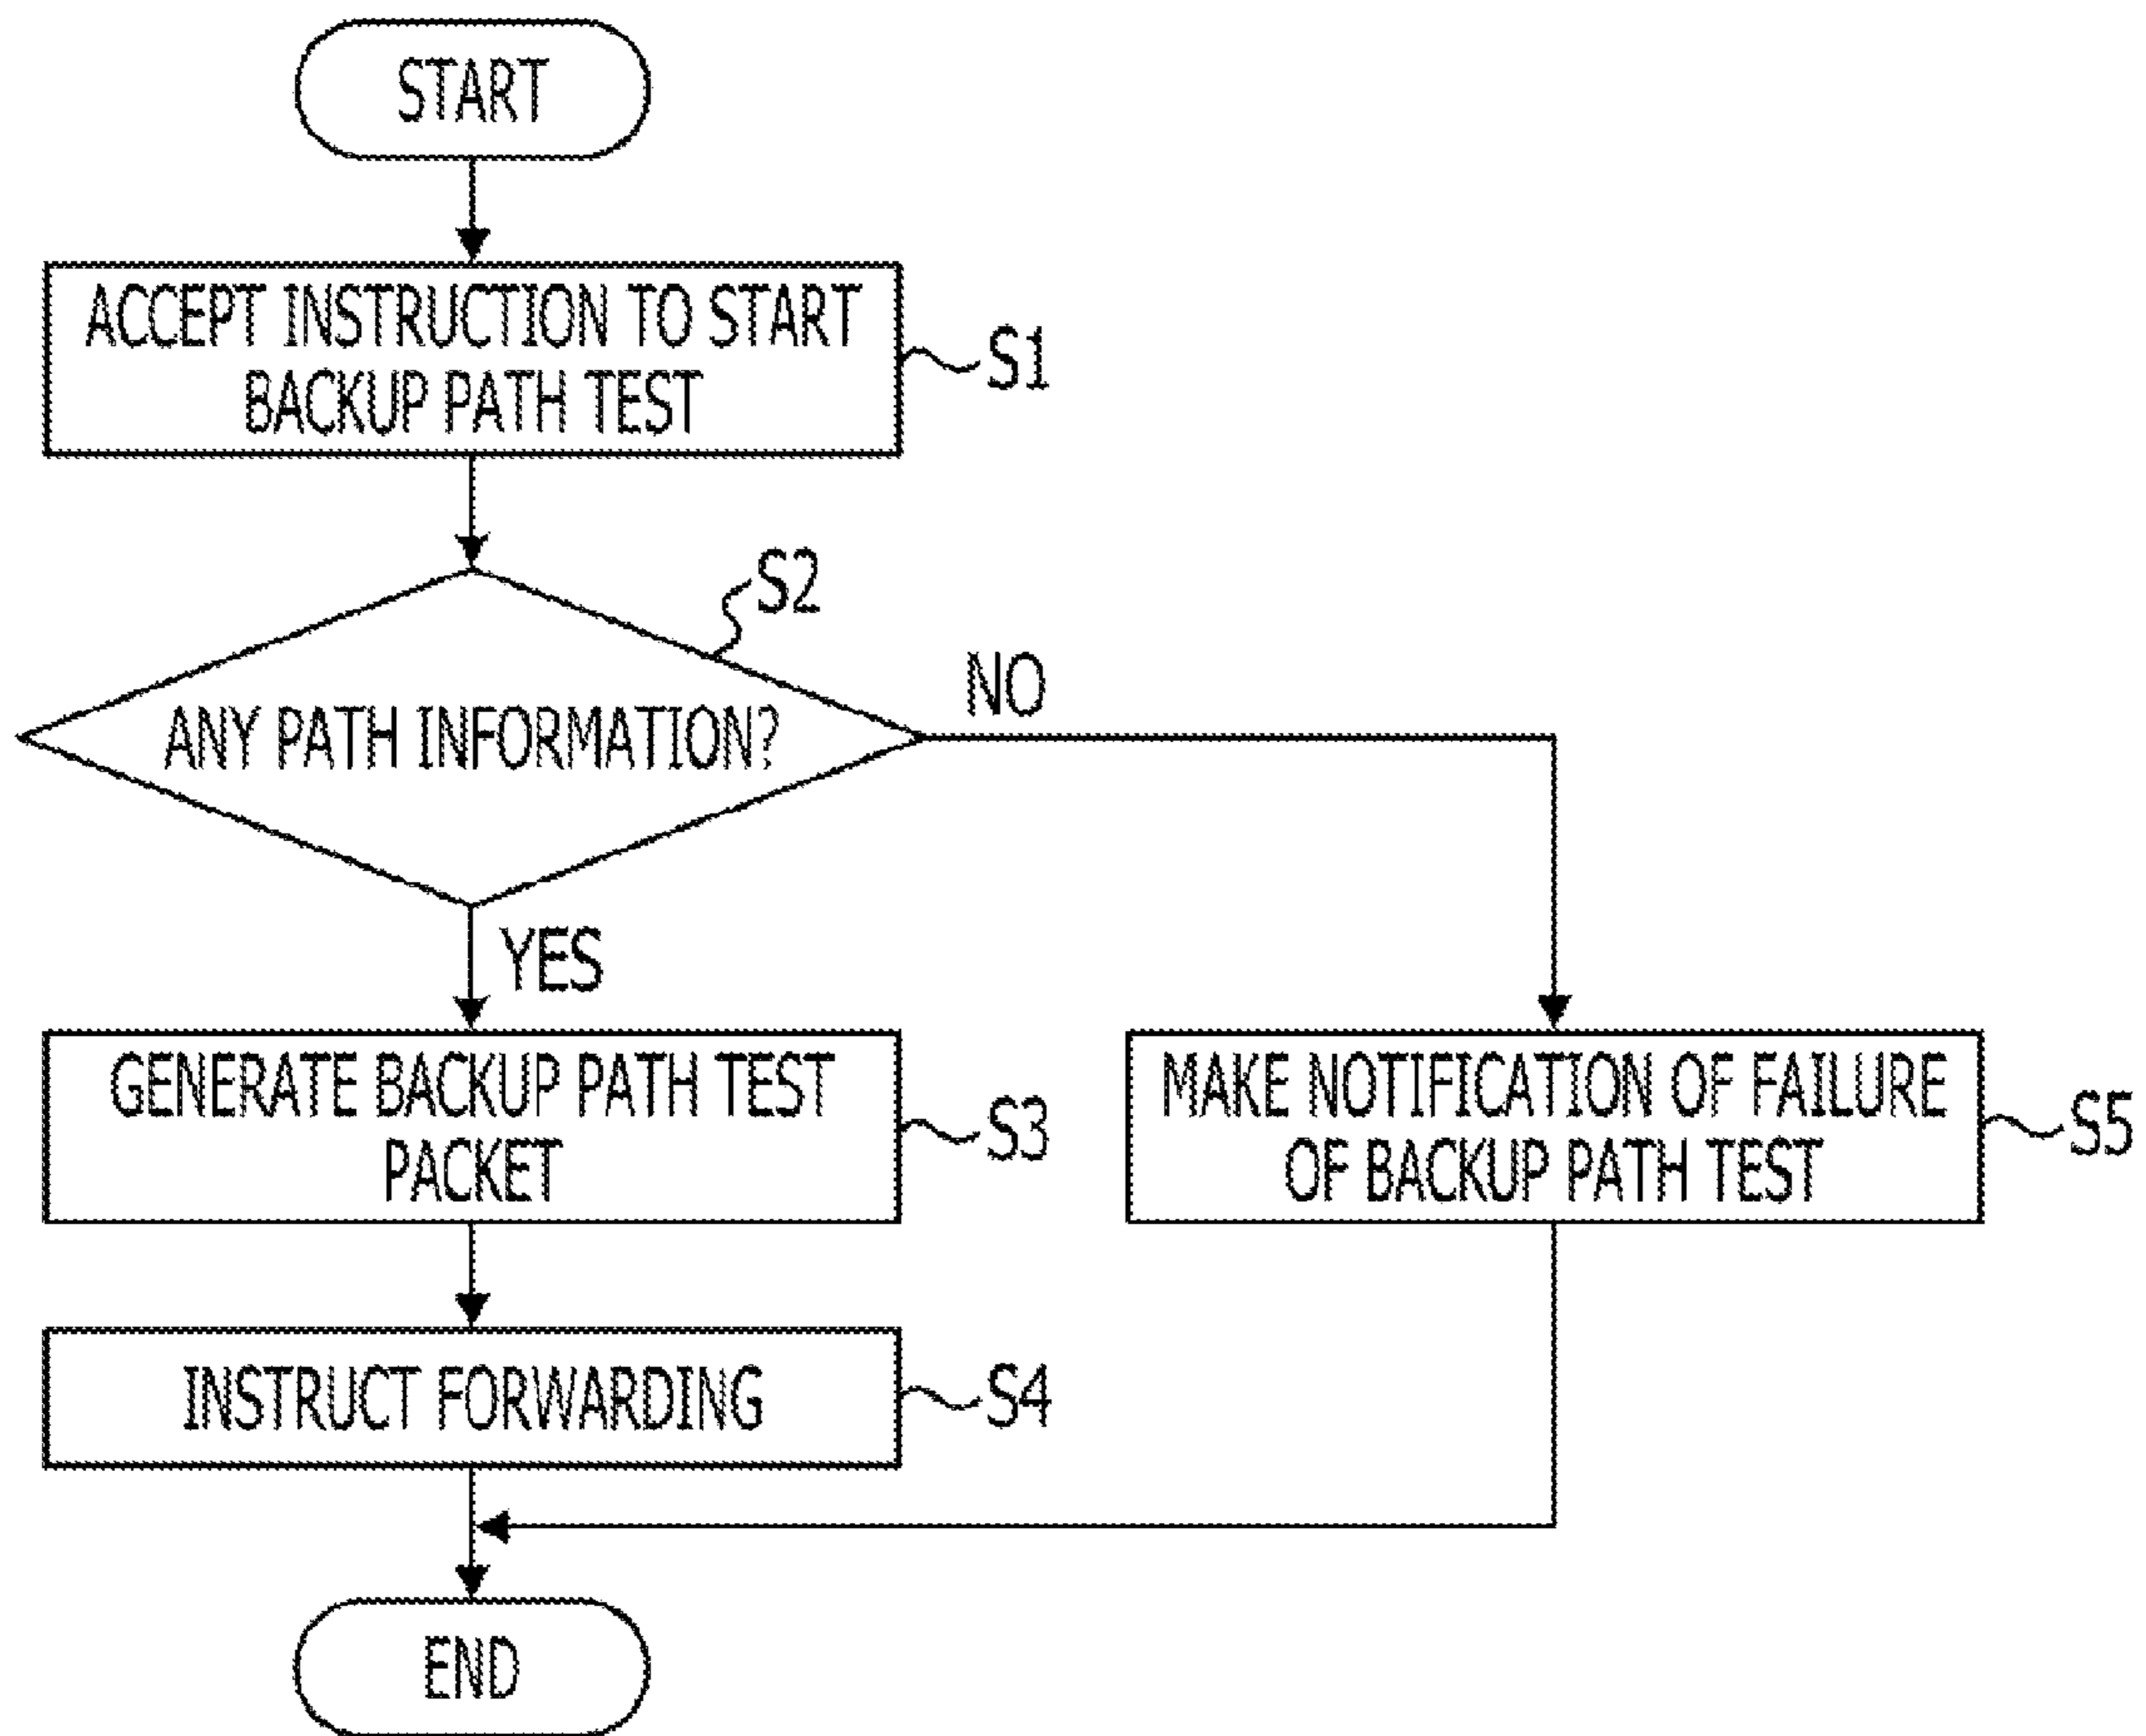 START
ACCEPT INSTRUCTION TO START
BACKUP PATH TEST
S1
S2
ANY PATH INFORMATION?
NO
YES
GENERATE BACKUP PATH TEST
PACKET
S3
MAKE NOTIFICATION OF FAILURE
OF BACKUP PATH TEST
S5
INSTRUCT FORWARDING
S4
END